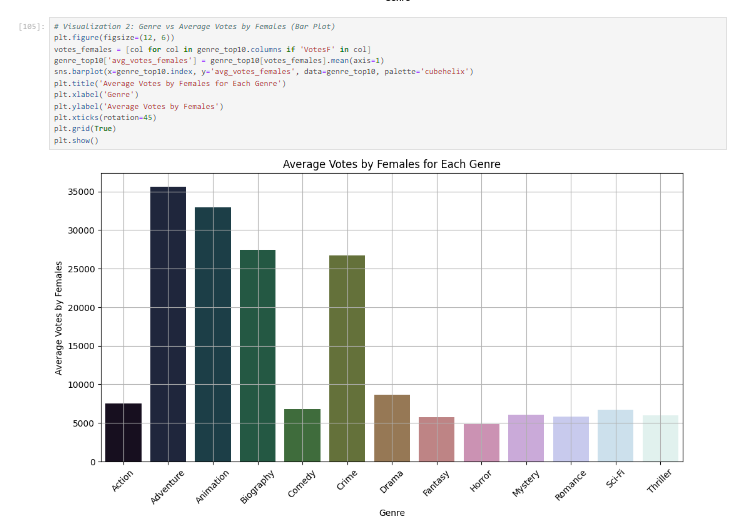 Genre
[105]: # Visualization 2: Genre vs Average Votes by Females (Bar Plot)
plt.figure(figsize=(12, 6))
votes_females = [col for col in genre_top10.columns if 'VotesF' in col]
genre_top10['avg_votes_females'] = genre_top10[votes_females].mean(axis=1)
sns.barplot(x=genre_top10.index, y='avg_votes_females', data=genre_top10, palette='cubehelix')
plt.title('Average Votes by Females for Each Genre')
plt.xlabel('Genre')
plt.ylabel('Average Votes by Females')
plt.xticks(rotation=45)
plt.grid(True)
plt.show()
Average Votes by Females for Each Genre
Average Votes by Females
35000
30000
25000
20000
15000
10000
5000
0
Action
Adventure
Animation
Biography
Comedy
Crime
Drama
Fantasy
Horror
Mystery
Romance
Sci-Fi
Thriller
Genre